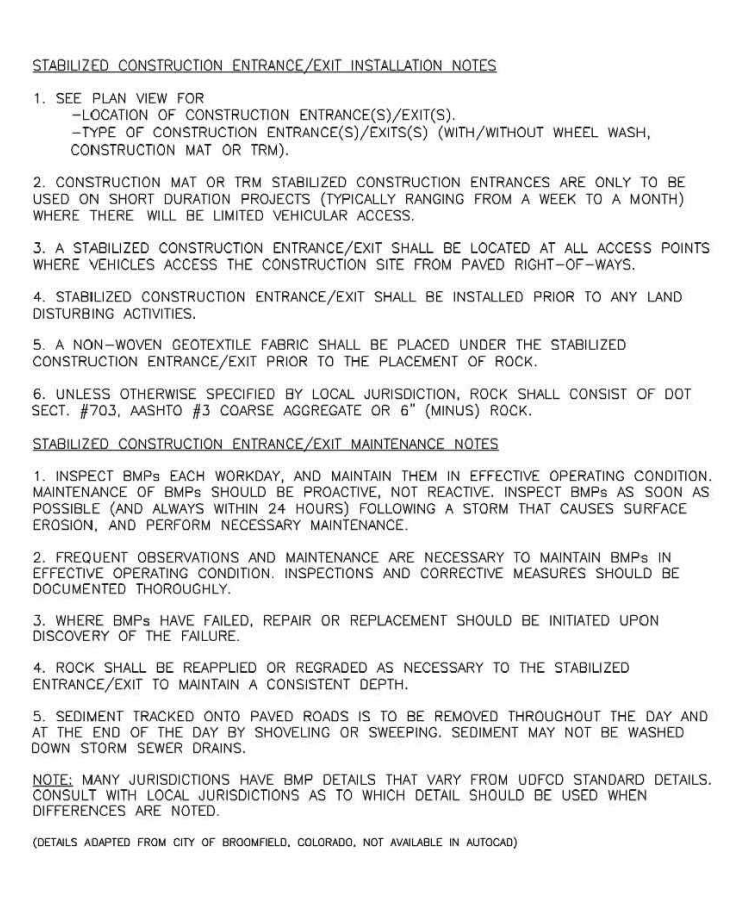 STABILIZED CONSTRUCTION ENTRANCE/EXIT INSTALLATION NOTES
1. SEE PLAN VIEW FOR
-LOCATION OF CONSTRUCTION ENTRANCE(S)/EXIT(S).
-TYPE OF CONSTRUCTION ENTRANCE(S)/EXITS(S) (WITH/WITHOUT WHEEL WASH,
CONSTRUCTION MAT OR TRM).
2. CONSTRUCTION MAT OR TRM STABILIZED CONSTRUCTION ENTRANCES ARE ONLY TO BE
USED ON SHORT DURATION PROJECTS (TYPICALLY RANGING FROM A WEEK TO A MONTH)
WHERE THERE WILL BE LIMITED VEHICULAR ACCESS.
3. A STABILIZED CONSTRUCTION ENTRANCE/EXIT SHALL BE LOCATED AT ALL ACCESS POINTS
WHERE VEHICLES ACCESS THE CONSTRUCTION SITE FROM PAVED RIGHT-OF-WAYS.
4. STABILIZED CONSTRUCTION ENTRANCE/EXIT SHALL BE INSTALLED PRIOR TO ANY LAND
DISTURBING ACTIVITIES.
5. A NON-WOVEN GEOTEXTILE FABRIC SHALL BE PLACED UNDER THE STABILIZED
CONSTRUCTION ENTRANCE/EXIT PRIOR TO THE PLACEMENT OF ROCK.
6. UNLESS OTHERWISE SPECIFIED BY LOCAL JURISDICTION, ROCK SHALL CONSIST OF DOT
SECT. #703, AASHTO #3 COARSE AGGREGATE OR 6" (MINUS) ROCK.
STABILIZED CONSTRUCTION ENTRANCE/EXIT MAINTENANCE NOTES
1. INSPECT BMPs EACH WORKDAY, AND MAINTAIN THEM IN EFFECTIVE OPERATING CONDITION.
MAINTENANCE OF BMPs SHOULD BE PROACTIVE, NOT REACTIVE. INSPECT BMPs AS SOON AS
POSSIBLE (AND ALWAYS WITHIN 24 HOURS) FOLLOWING A STORM THAT CAUSES SURFACE
EROSION, AND PERFORM NECESSARY MAINTENANCE.
2. FREQUENT OBSERVATIONS AND MAINTENANCE ARE NECESSARY TO MAINTAIN BMPs IN
EFFECTIVE OPERATING CONDITION. INSPECTIONS AND CORRECTIVE MEASURES SHOULD BE
DOCUMENTED THOROUGHLY.
3. WHERE BMPs HAVE FAILED, REPAIR OR REPLACEMENT SHOULD BE INITIATED UPON
DISCOVERY OF THE FAILURE.
4. ROCK SHALL BE REAPPLIED OR REGRADED AS NECESSARY TO THE STABILIZED
ENTRANCE/EXIT TO MAINTAIN A CONSISTENT DEPTH.
5. SEDIMENT TRACKED ONTO PAVED ROADS IS TO BE REMOVED THROUGHOUT THE DAY AND
AT THE END OF THE DAY BY SHOVELING OR SWEEPING. SEDIMENT MAY NOT BE WASHED
DOWN STORM SEWER DRAINS.
NOTE: MANY JURISDICTIONS HAVE BMP DETAILS THAT VARY FROM UDFCD STANDARD DETAILS.
CONSULT WITH LOCAL JURISDICTIONS AS TO WHICH DETAIL SHOULD BE USED WHEN
DIFFERENCES ARE NOTED.
(DETAILS ADAPTED FROM CITY OF BROOMFIELD, COLORADO, NOT AVAILABLE IN AUTOCAD)